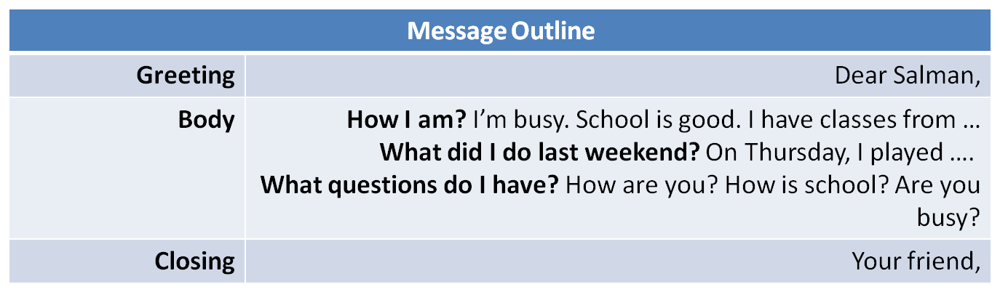 Message Outline
Greeting
Dear Salman,
Body
How I am? I’m busy. School is good. I have classes from …
What did I do last weekend? On Thursday, I played ….
What questions do I have? How are you? How is school? Are you
busy?
Closing
Your friend,